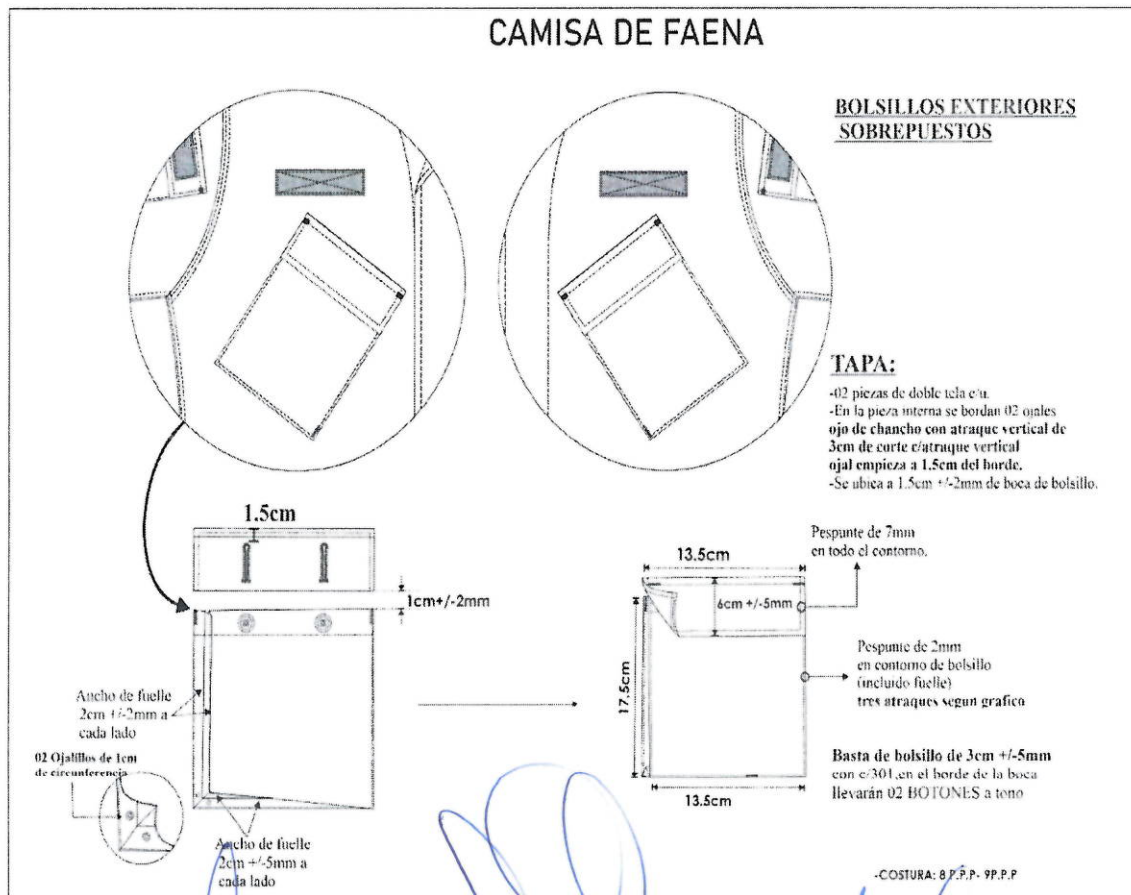 CAMISA DE FAENA
BOLSILLOS EXTERIORES
SOBREPUESTOS
TAPA:
-02 piezas de doble tela c/u.
-En la pieza interna se bordan 02 ojales
ojo de chancho con atraque vertical de
3cm de corte c/atraque vertical
ojal empieza a 1.5cm del borde.
-Se ubica a 1.5cm +/-2mm de boca de bolsillo.
1.5cm
1cm+/-2mm
Ancho de fuelle
2cm +/-2mm a
cada lado
02 Ojalillos de 1cm
de circunferencia
Ancho de fuelle
2cm +/-5mm a
cada lado
13.5cm
6cm +/-5mm
17.5cm
13.5cm
Pespunte de 7mm
en todo el contorno.
Pespunte de 2mm
en contorno de bolsillo
(incluido fuelle)
tres atraques segun grafico
Basta de bolsillo de 3cm +/-5mm
con c/301,en el borde de la boca
llevarán 02 BOTONES a tono
-COSTURA: 8 P.P.P- 9P.P.P